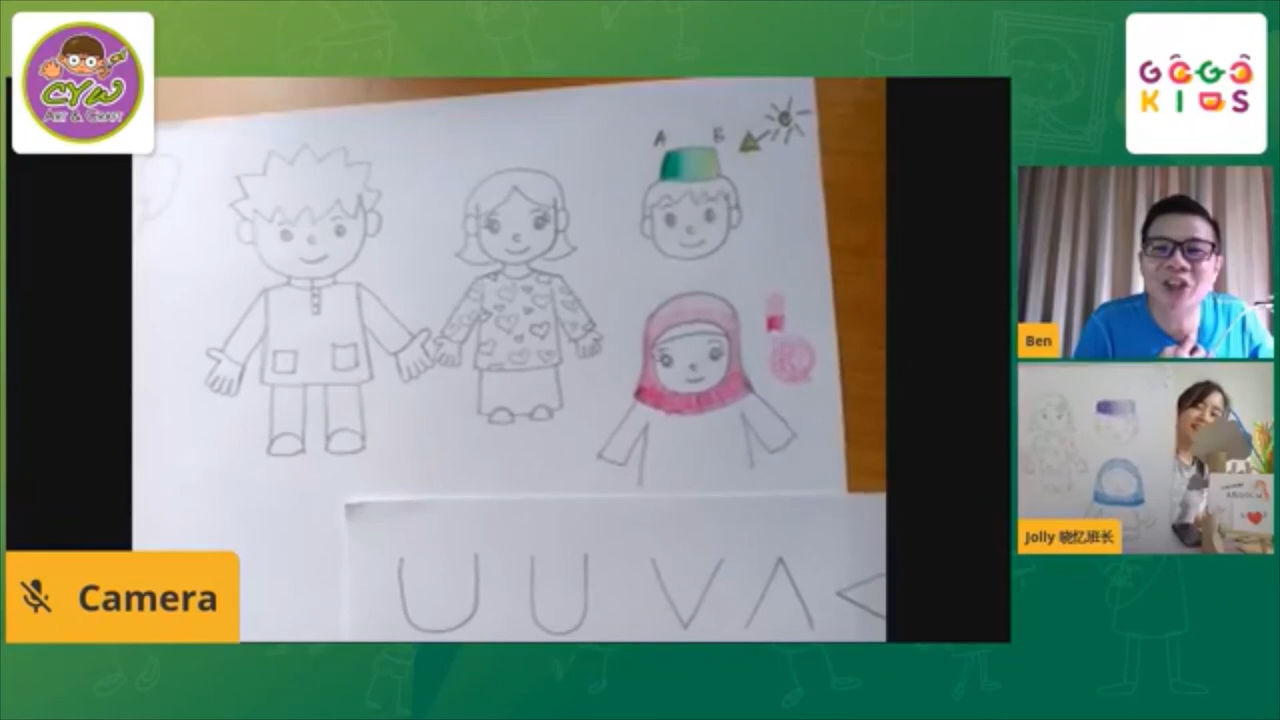 CYW
ART & CRAFT
GOGO
KIDS
A B
Ben
Jolly 晓忆班长
Camera
U U V Λ <